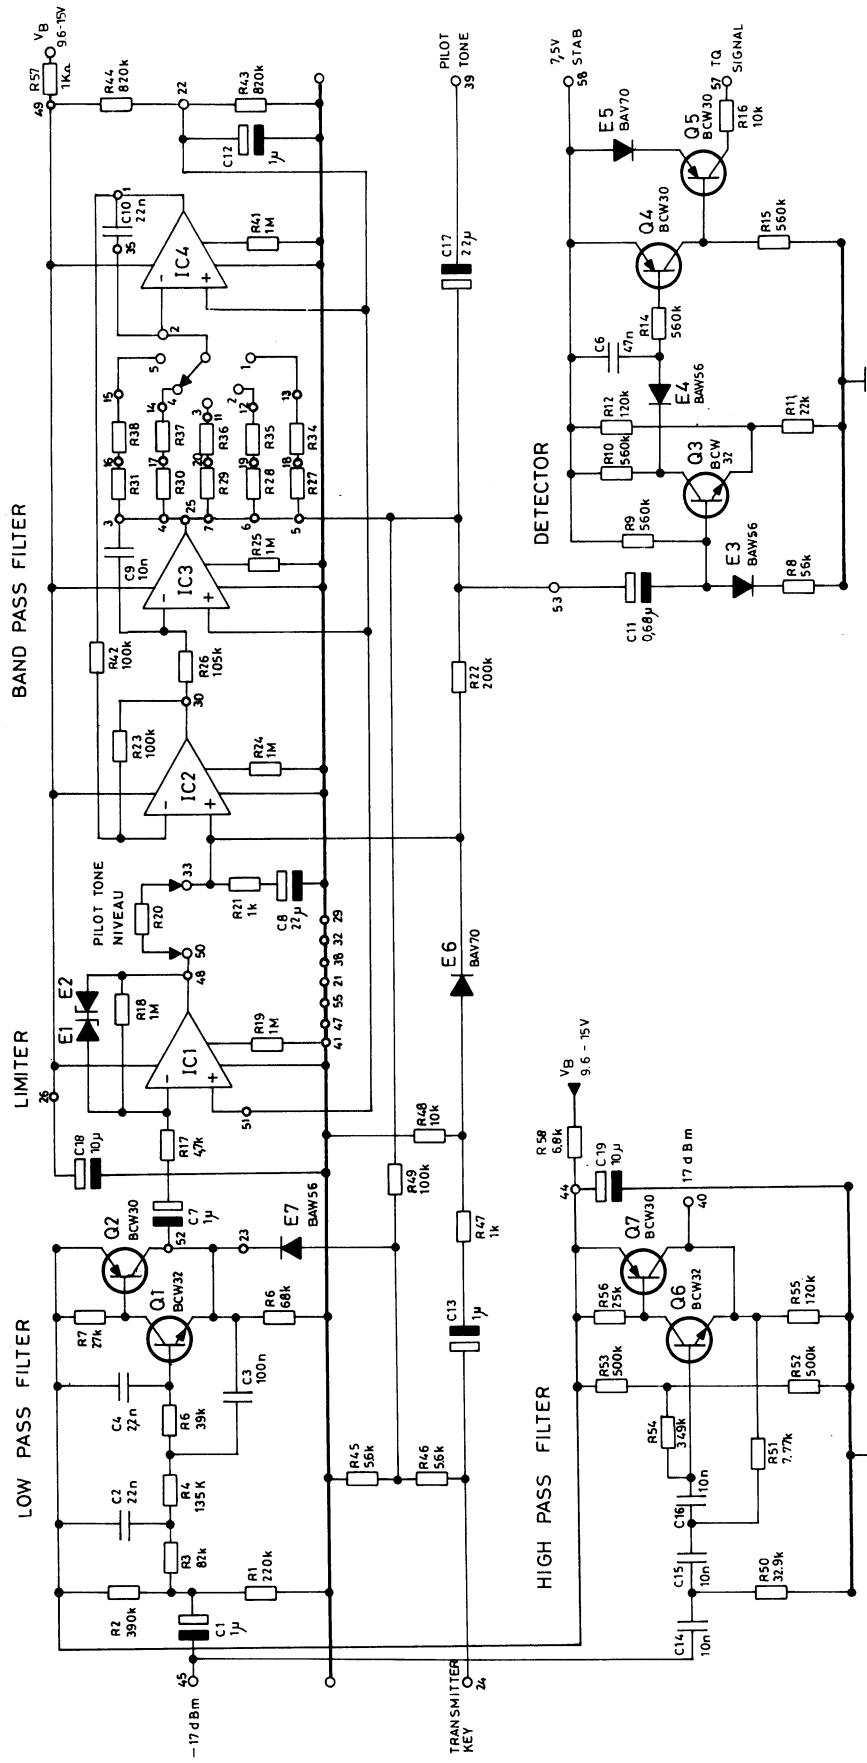 LOW PASS FILTER
LIMITER
BAND PASS FILTER
-17 dBm
45
C1
1µ
R2
390k
R1
220k
R3
82k
C2
22n
R4
135 K
R6
39k
C4
2,2n
C3
100n
R7
27k
Q1
BCW32
Q2
BCW30
R6
68k
52
23
E7
BAW56
C7
1µ
C18
10µ
R17
47k
26
51
E1
E2
R18
1M
IC1
-
+
R19
1M
48
50
PILOT TONE
NIVEAU
R20
33
R21
1k
C8
22µ
41
47
55
21
38
32
29
R23
100k
R42
100k
IC2
-
+
R24
1M
30
R26
105k
C9
10n
IC3
-
+
R25
1M
25
3
4
7
6
5
R31
R30
R29
R28
R27
16
17
20
19
18
R38
R37
R36
R35
R34
15
14
11
12
13
5
4
3
2
1
2
35
C10
22n
1
IC4
-
+
R41
1M
C12
1µ
22
R44
820k
R43
820k
49
R57
1KΩ
VB
9.6-15V
TRANSMITTER
KEY
24
R45
56k
R46
5,6k
C13
1µ
R47
1k
R49
100k
R48
10k
E6
BAV70
R22
200k
C17
22µ
PILOT
TONE
39
HIGH PASS FILTER
C14
10n
C15
10n
C16
10n
R50
32.9k
R54
349k
R51
7.77k
R53
500k
R52
500k
R56
25k
R55
120k
Q6
BCW32
Q7
BCW30
44
R58
6,8k
VB
9.6 - 15V
C19
10µ
17 dBm
40
DETECTOR
53
C11
0,68µ
E3
BAW56
R8
56k
R9
560k
R10
560k
R12
120k
Q3
BCW
32
R11
22k
E4
BAW56
C6
47n
R14
560k
Q4
BCW30
R15
560k
E5
BAV70
Q5
BCW30
R16
10k
7,5V
STAB
58
57
TQ
SIGNAL